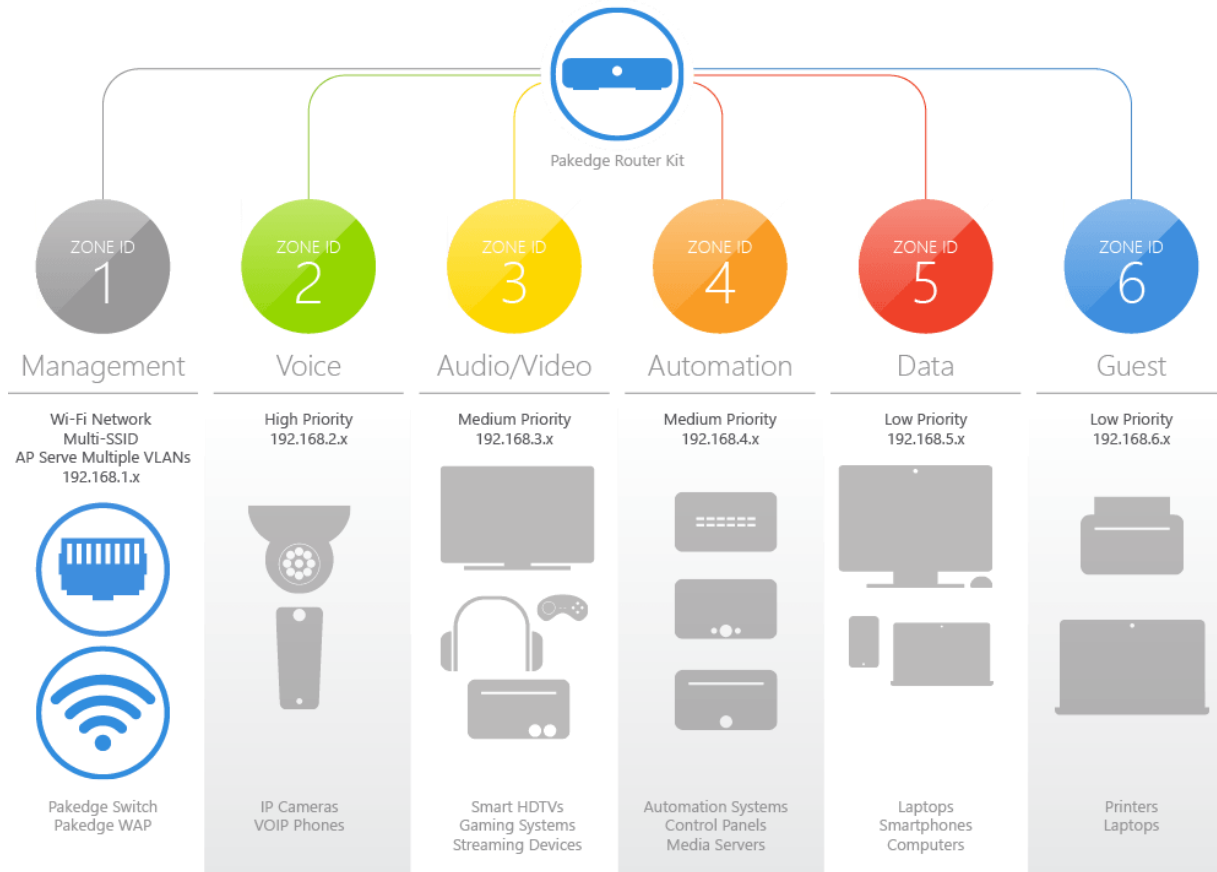 Pakedge Router Kit
ZONE ID
1
Management
Wi-Fi Network
Multi-SSID
AP Serve Multiple VLANs
192.168.1.x
Pakedge Switch
Pakedge WAP
ZONE ID
2
Voice
High Priority
192.168.2.x
IP Cameras
VOIP Phones
ZONE ID
3
Audio/Video
Medium Priority
192.168.3.x
Smart HDTVs
Gaming Systems
Streaming Devices
ZONE ID
4
Automation
Medium Priority
192.168.4.x
Automation Systems
Control Panels
Media Servers
ZONE ID
5
Data
Low Priority
192.168.5.x
Laptops
Smartphones
Computers
ZONE ID
6
Guest
Low Priority
192.168.6.x
Printers
Laptops